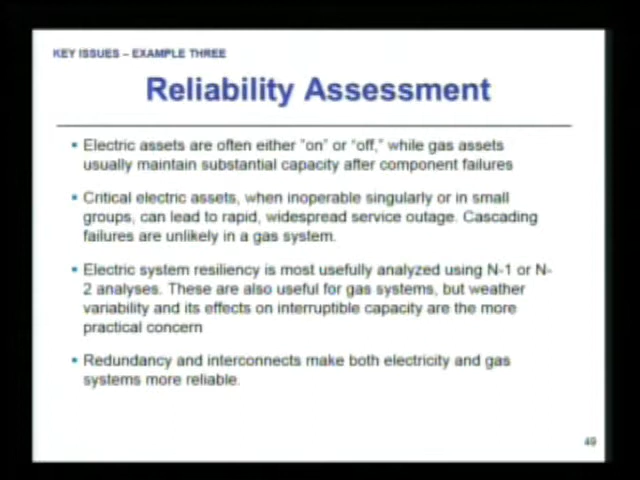 KEY ISSUES – EXAMPLE THREE
Reliability Assessment
▪ Electric assets are often either "on" or "off," while gas assets
usually maintain substantial capacity after component failures
▪ Critical electric assets, when inoperable singularly or in small
groups, can lead to rapid, widespread service outage. Cascading
failures are unlikely in a gas system.
▪ Electric system resiliency is most usefully analyzed using N-1 or N-
2 analyses. These are also useful for gas systems, but weather
variability and its effects on interruptible capacity are the more
practical concern
▪ Redundancy and interconnects make both electricity and gas
systems more reliable.
49